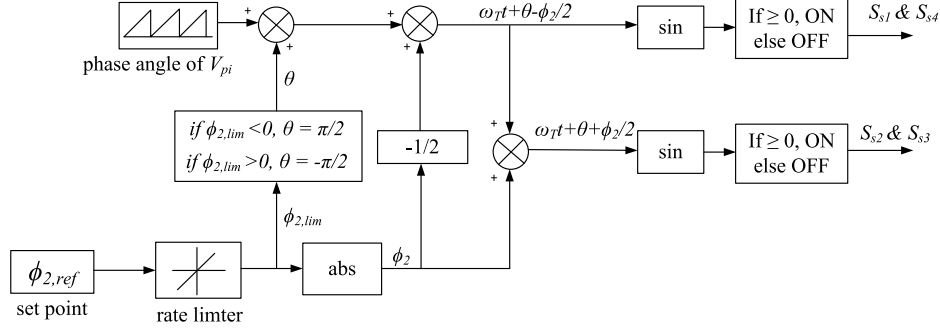 phase angle of V_pi
+
+
θ
+
+
ω_T t+θ-ϕ_2/2
sin
If ≥ 0, ON
else OFF
S_s1 & S_s4
if ϕ_2,lim <0, θ = π/2
if ϕ_2,lim >0, θ = -π/2
-1/2
+
+
ω_T t+θ+ϕ_2/2
sin
If ≥ 0, ON
else OFF
S_s2 & S_s3
ϕ_2,lim
ϕ_2,ref
set point
rate limter
abs
ϕ_2